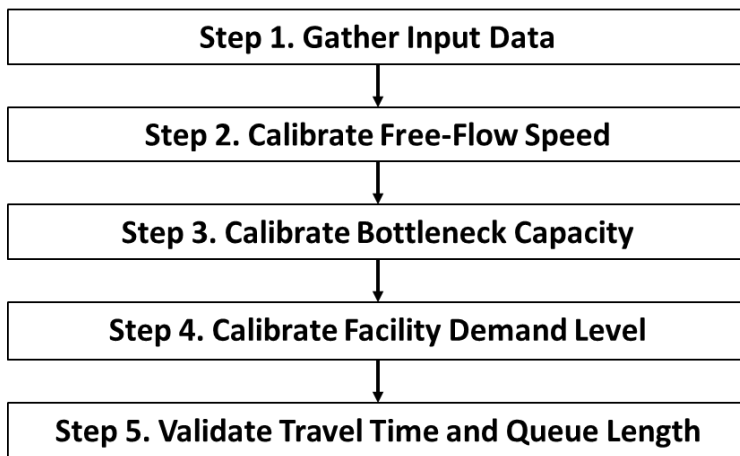 Step 1. Gather Input Data
Step 2. Calibrate Free-Flow Speed
Step 3. Calibrate Bottleneck Capacity
Step 4. Calibrate Facility Demand Level
Step 5. Validate Travel Time and Queue Length